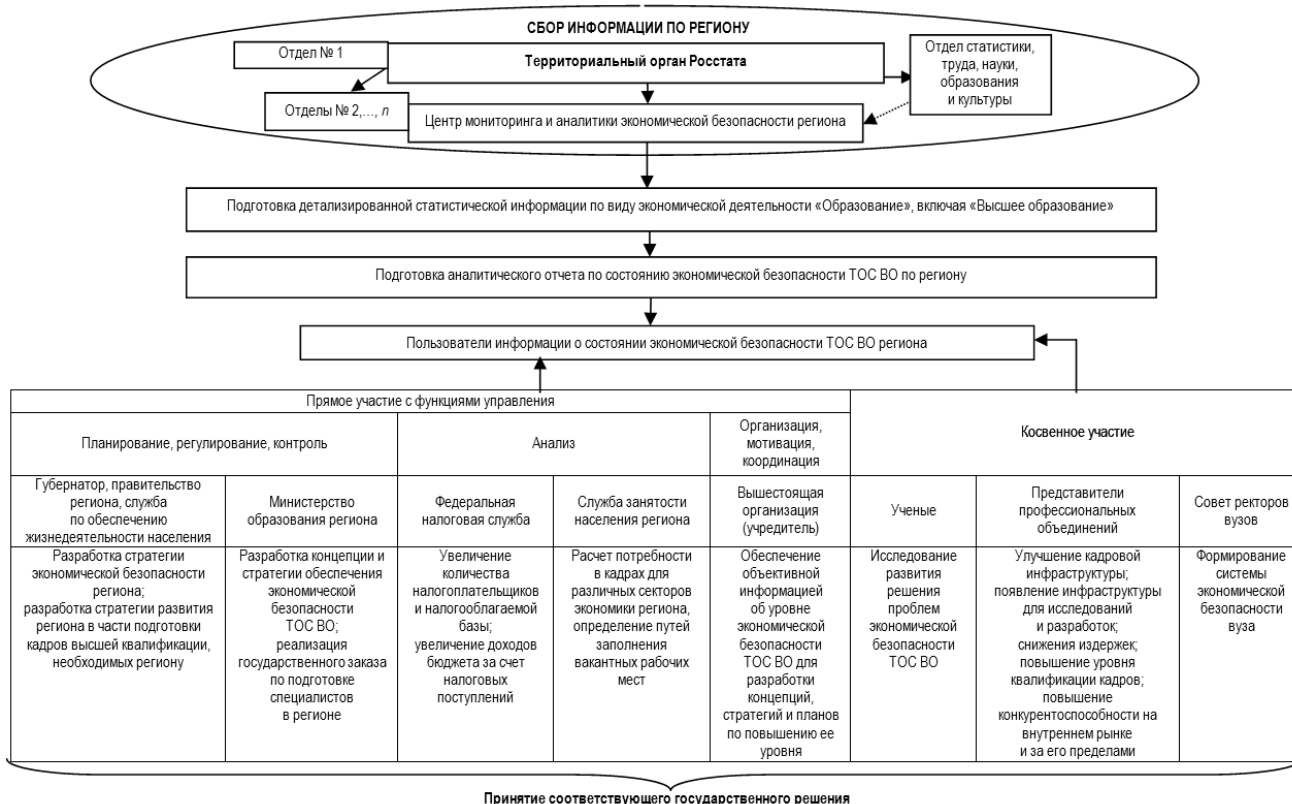 СБОР ИНФОРМАЦИИ ПО РЕГИОНУ
Отдел № 1
Территориальный орган Росстата
Отдел статистики,
труда, науки,
образования
и культуры
Отделы № 2,…, n
Центр мониторинга и аналитики экономической безопасности региона
Подготовка детализированной статистической информации по виду экономической деятельности «Образование», включая «Высшее образование»
Подготовка аналитического отчета по состоянию экономической безопасности ТОС ВО по региону
Пользователи информации о состоянии экономической безопасности ТОС ВО региона
Прямое участие с функциями управления
Косвенное участие
Планирование, регулирование, контроль
Анализ
Организация,
мотивация,
координация
Губернатор, правительство
региона, служба
по обеспечению
жизнедеятельности населения
Министерство
образования региона
Федеральная
налоговая служба
Служба занятости
населения региона
Вышестоящая
организация
(учредитель)
Ученые
Представители
профессиональных
объединений
Совет ректоров
вузов
Разработка стратегии
экономической безопасности
региона;
разработка стратегии развития
региона в части подготовки
кадров высшей квалификации,
необходимых региону
Разработка концепции и
стратегии обеспечения
экономической
безопасности
ТОС ВО;
реализация
государственного заказа
по подготовке
специалистов
в регионе
Увеличение
количества
налогоплательщиков
и налогооблагаемой
базы;
увеличение доходов
бюджета за счет
налоговых
поступлений
Расчет потребности
в кадрах для
различных секторов
экономики региона,
определение путей
заполнения
вакантных рабочих
мест
Обеспечение
объективной
информацией
об уровне
экономической
безопасности
ТОС ВО для
разработки
концепций,
стратегий и планов
по повышению ее
уровня
Исследование
развития
решения
проблем
экономической
безопасности
ТОС ВО
Улучшение кадровой
инфраструктуры;
появление инфраструктуры
для исследований
и разработок;
снижения издержек;
повышение уровня
квалификации кадров;
повышение
конкурентоспособности на
внутреннем рынке
и за его пределами
Формирование
системы
экономической
безопасности
вуза
Принятие соответствующего государственного решения